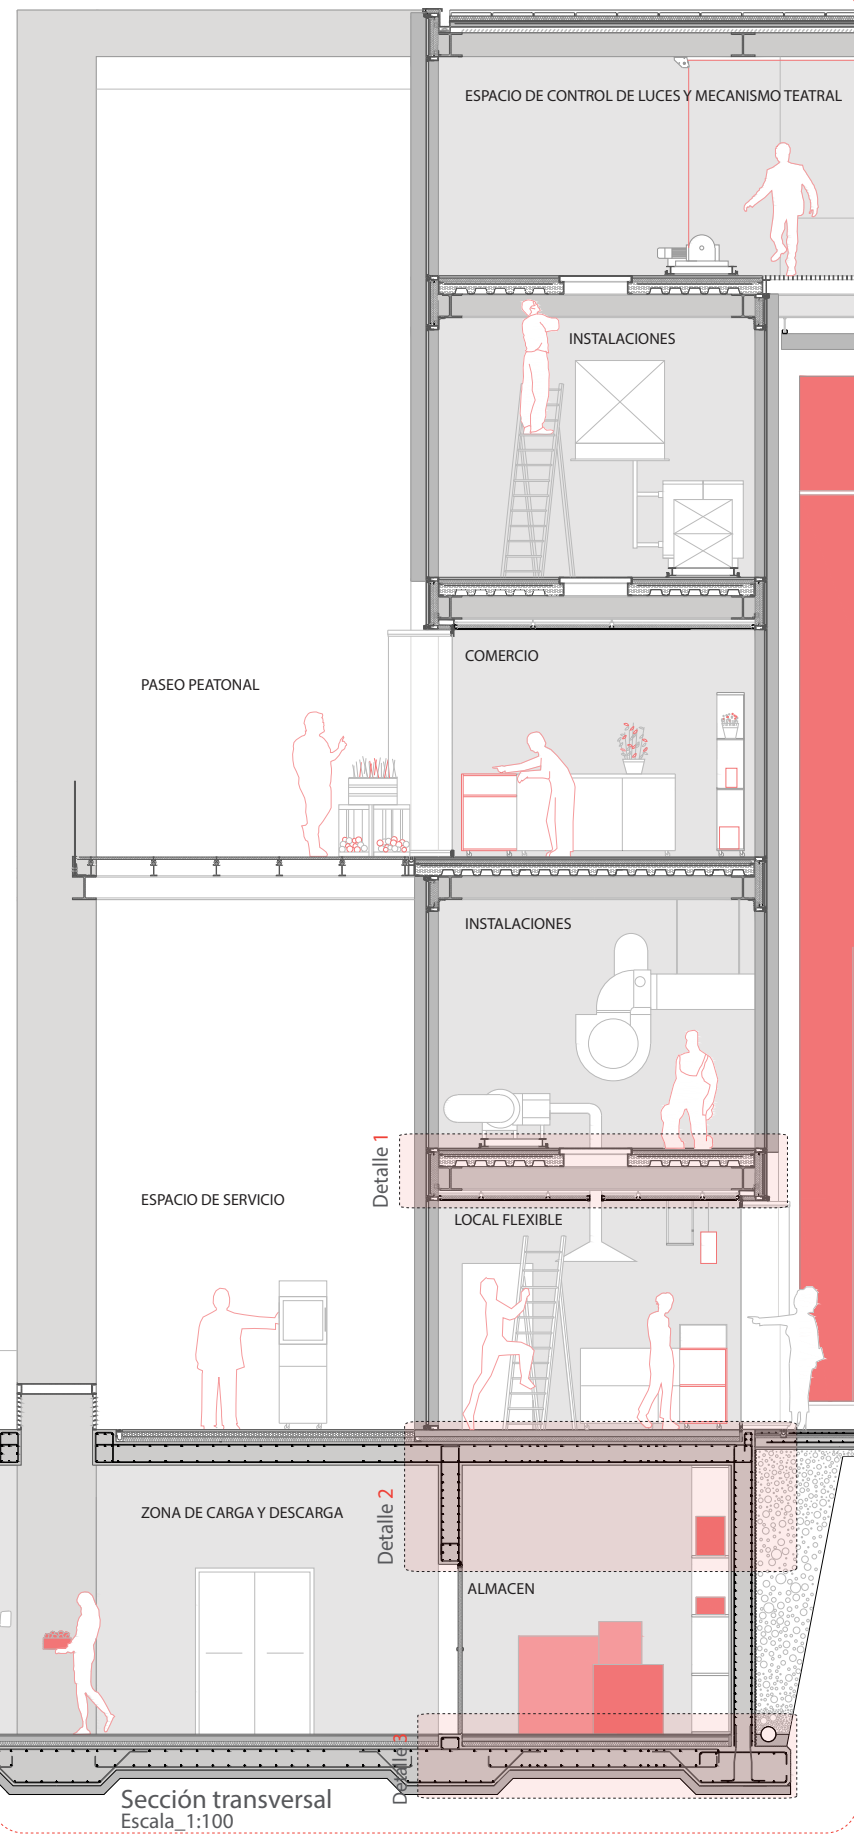 ESPACIO DE CONTROL DE LUCES Y MECANISMO TEATRAL
INSTALACIONES
COMERCIO
PASEO PEATONAL
INSTALACIONES
Detalle 1
ESPACIO DE SERVICIO
LOCAL FLEXIBLE
Detalle 2
ZONA DE CARGA Y DESCARGA
ALMACEN
Detalle 3
Sección transversal
Escala_1:100